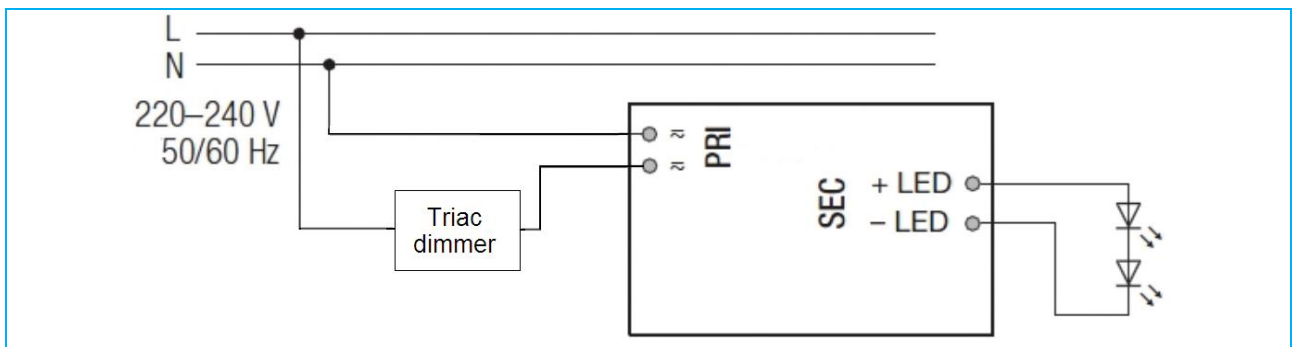 L
N
220–240 V
50/60 Hz
Triac
dimmer
≂ PRI
≂
SEC
+ LED
– LED